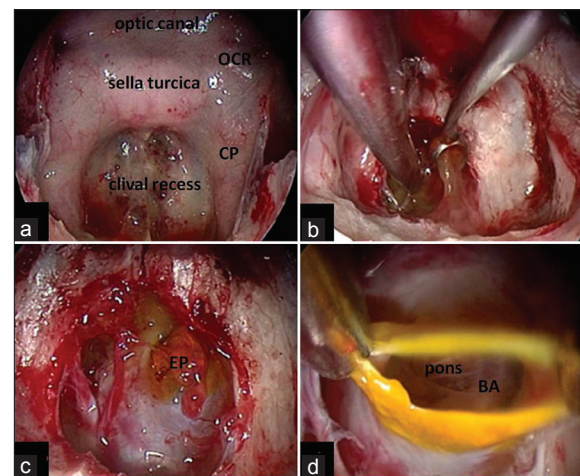 optic canal
OCR
sella turcica
CP
clival recess
a
b
EP
c
pons
BA
d